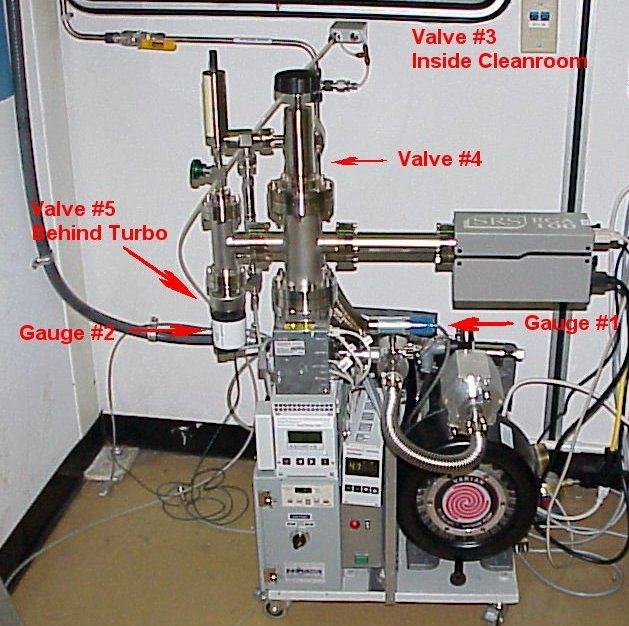 Valve #3
Inside Cleanroom
Valve #4
Valve #5
Behind Turbo
SRS RGA
100
Gauge #2
Gauge #1
VARIAN